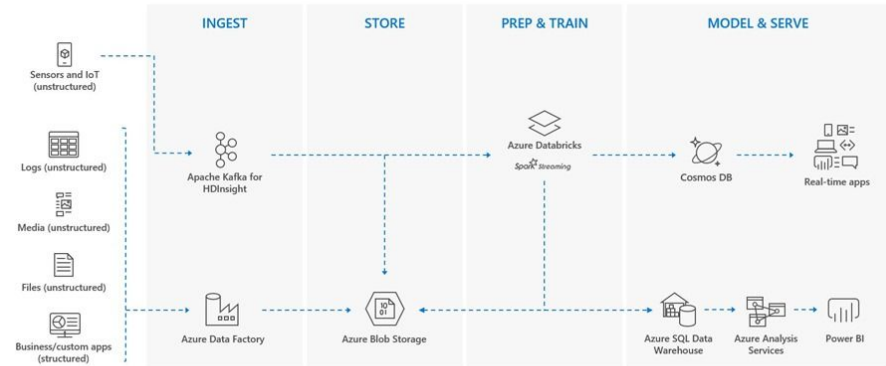 INGEST
STORE
PREP & TRAIN
MODEL & SERVE
Sensors and IoT
(unstructured)
Logs (unstructured)
Media (unstructured)
Files (unstructured)
Business/custom apps
(structured)
Apache Kafka for
HDInsight
Azure Databricks
Spark Streaming
Cosmos DB
Real-time apps
Azure Data Factory
10
01
Azure Blob Storage
Azure SQL Data
Warehouse
Azure Analysis
Services
Power BI